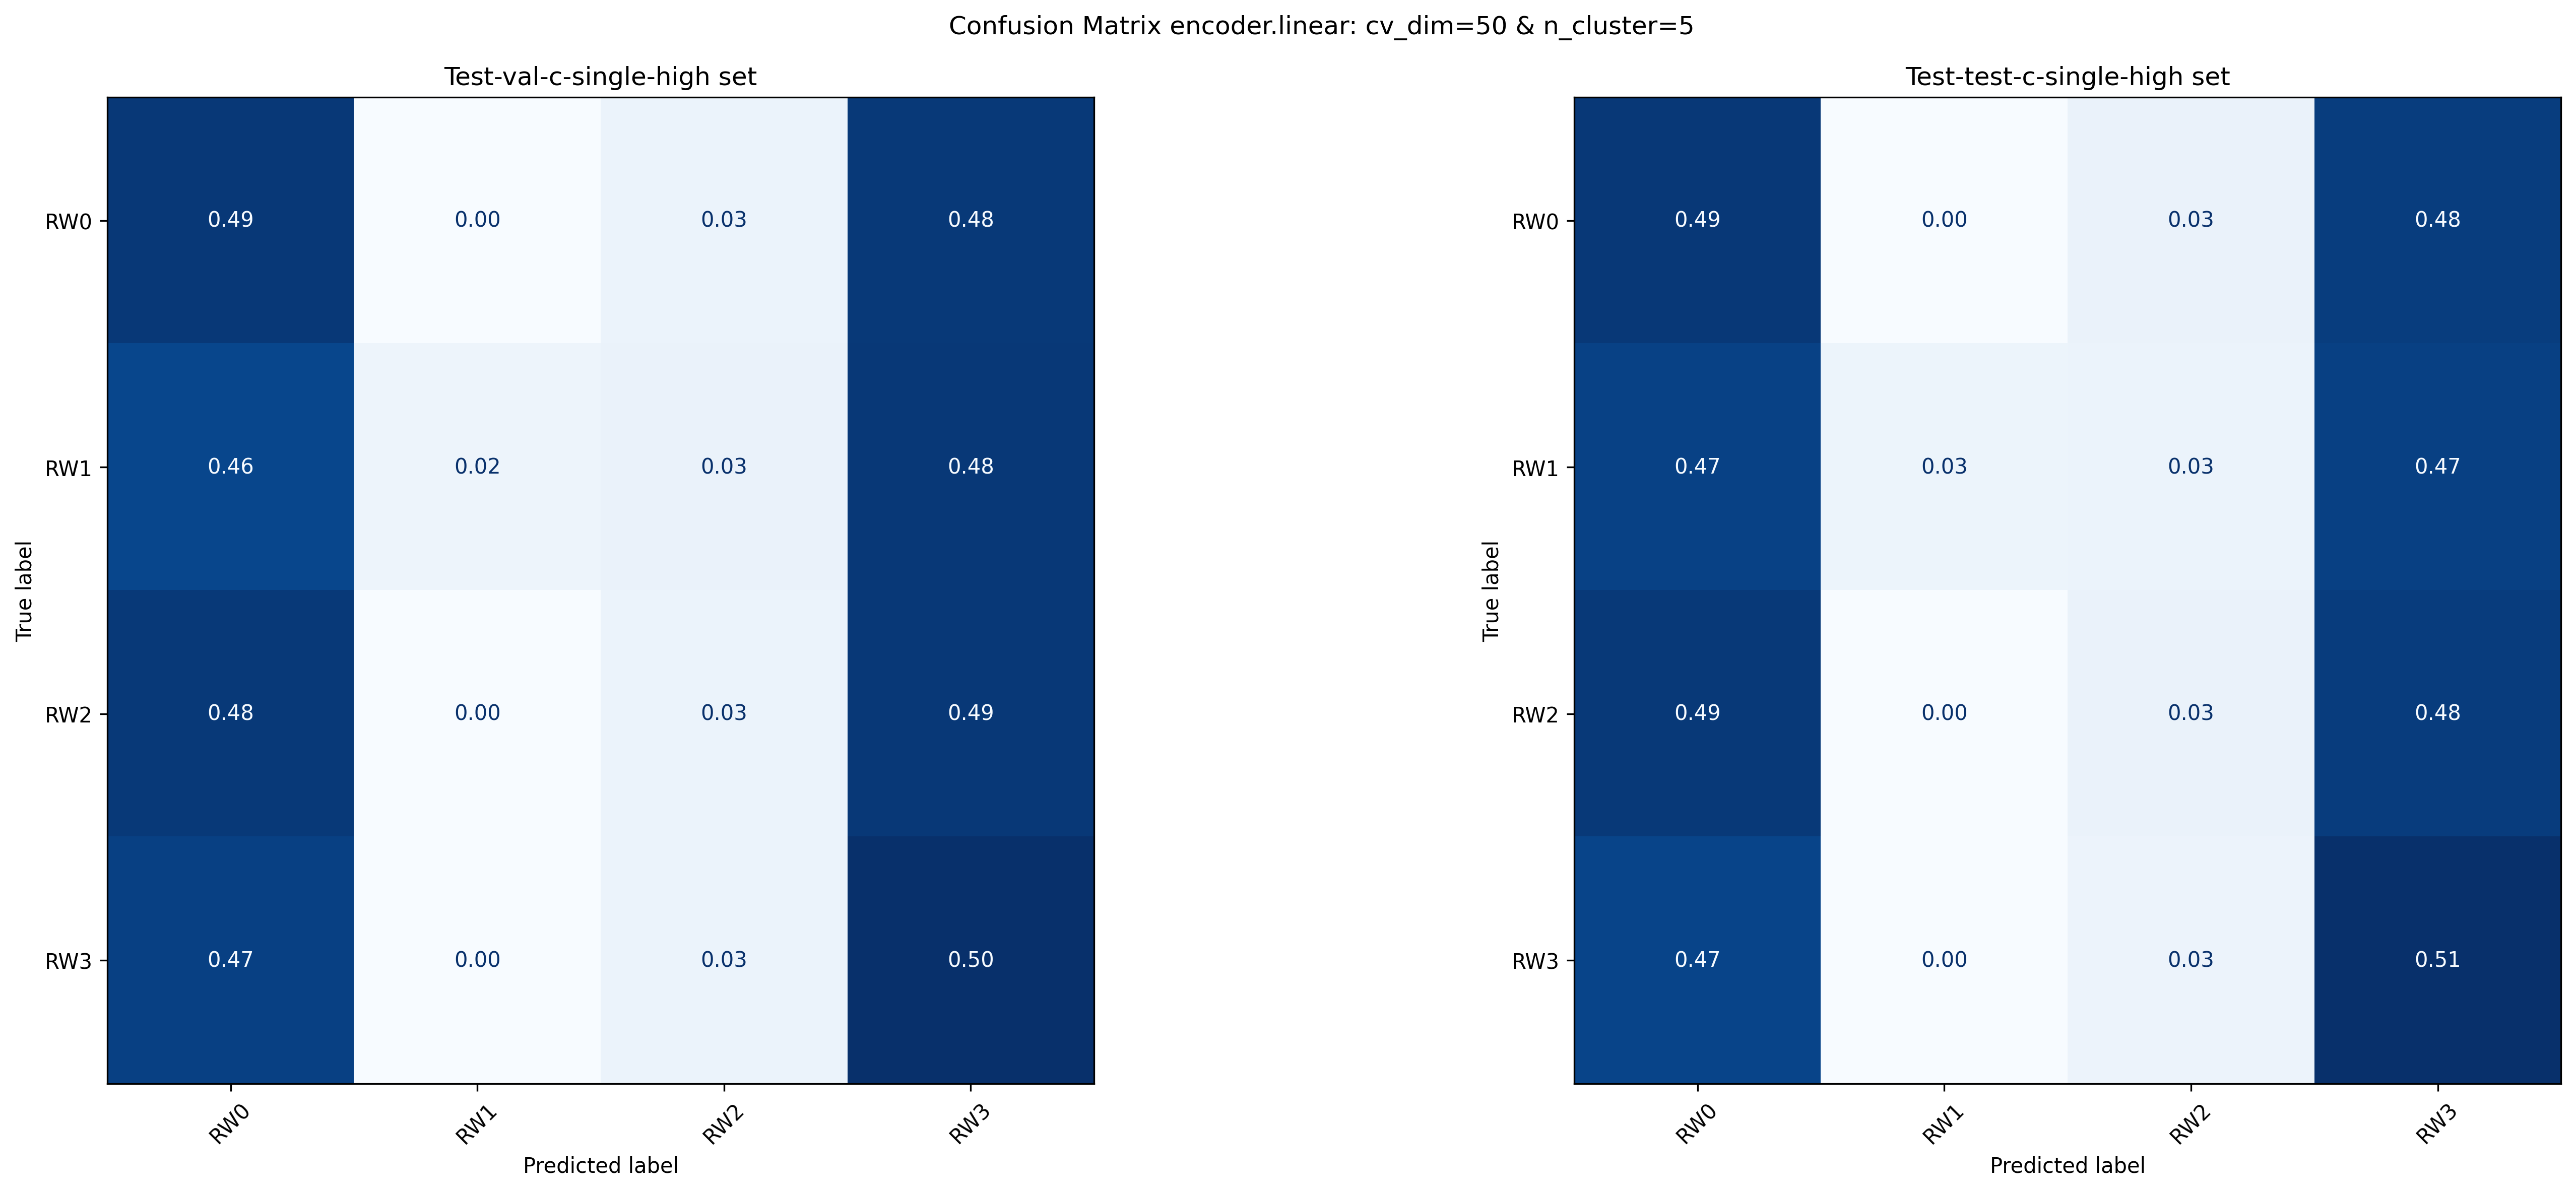 Confusion Matrix encoder.linear: cv_dim=50 & n_cluster=5
Test-val-c-single-high set
True label
RW0 0.49 0.00 0.03 0.48
RW1 0.46 0.02 0.03 0.48
RW2 0.48 0.00 0.03 0.49
RW3 0.47 0.00 0.03 0.50
RW0 RW1 RW2 RW3
Predicted label
Test-test-c-single-high set
True label
RW0 0.49 0.00 0.03 0.48
RW1 0.47 0.03 0.03 0.47
RW2 0.49 0.00 0.03 0.48
RW3 0.47 0.00 0.03 0.51
RW0 RW1 RW2 RW3
Predicted label